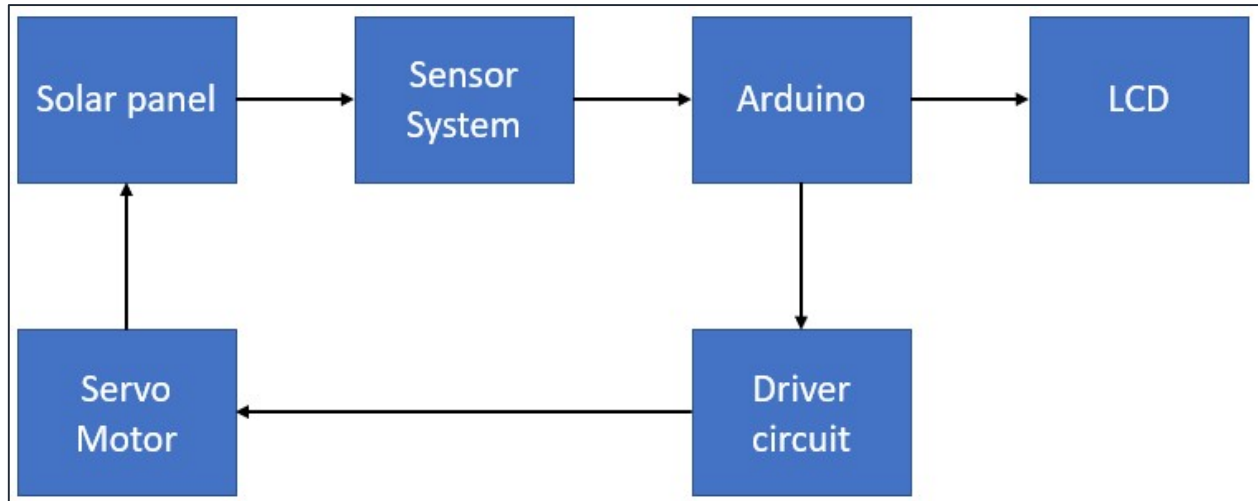 Solar panel
Sensor
System
Arduino
LCD
Servo
Motor
Driver
circuit